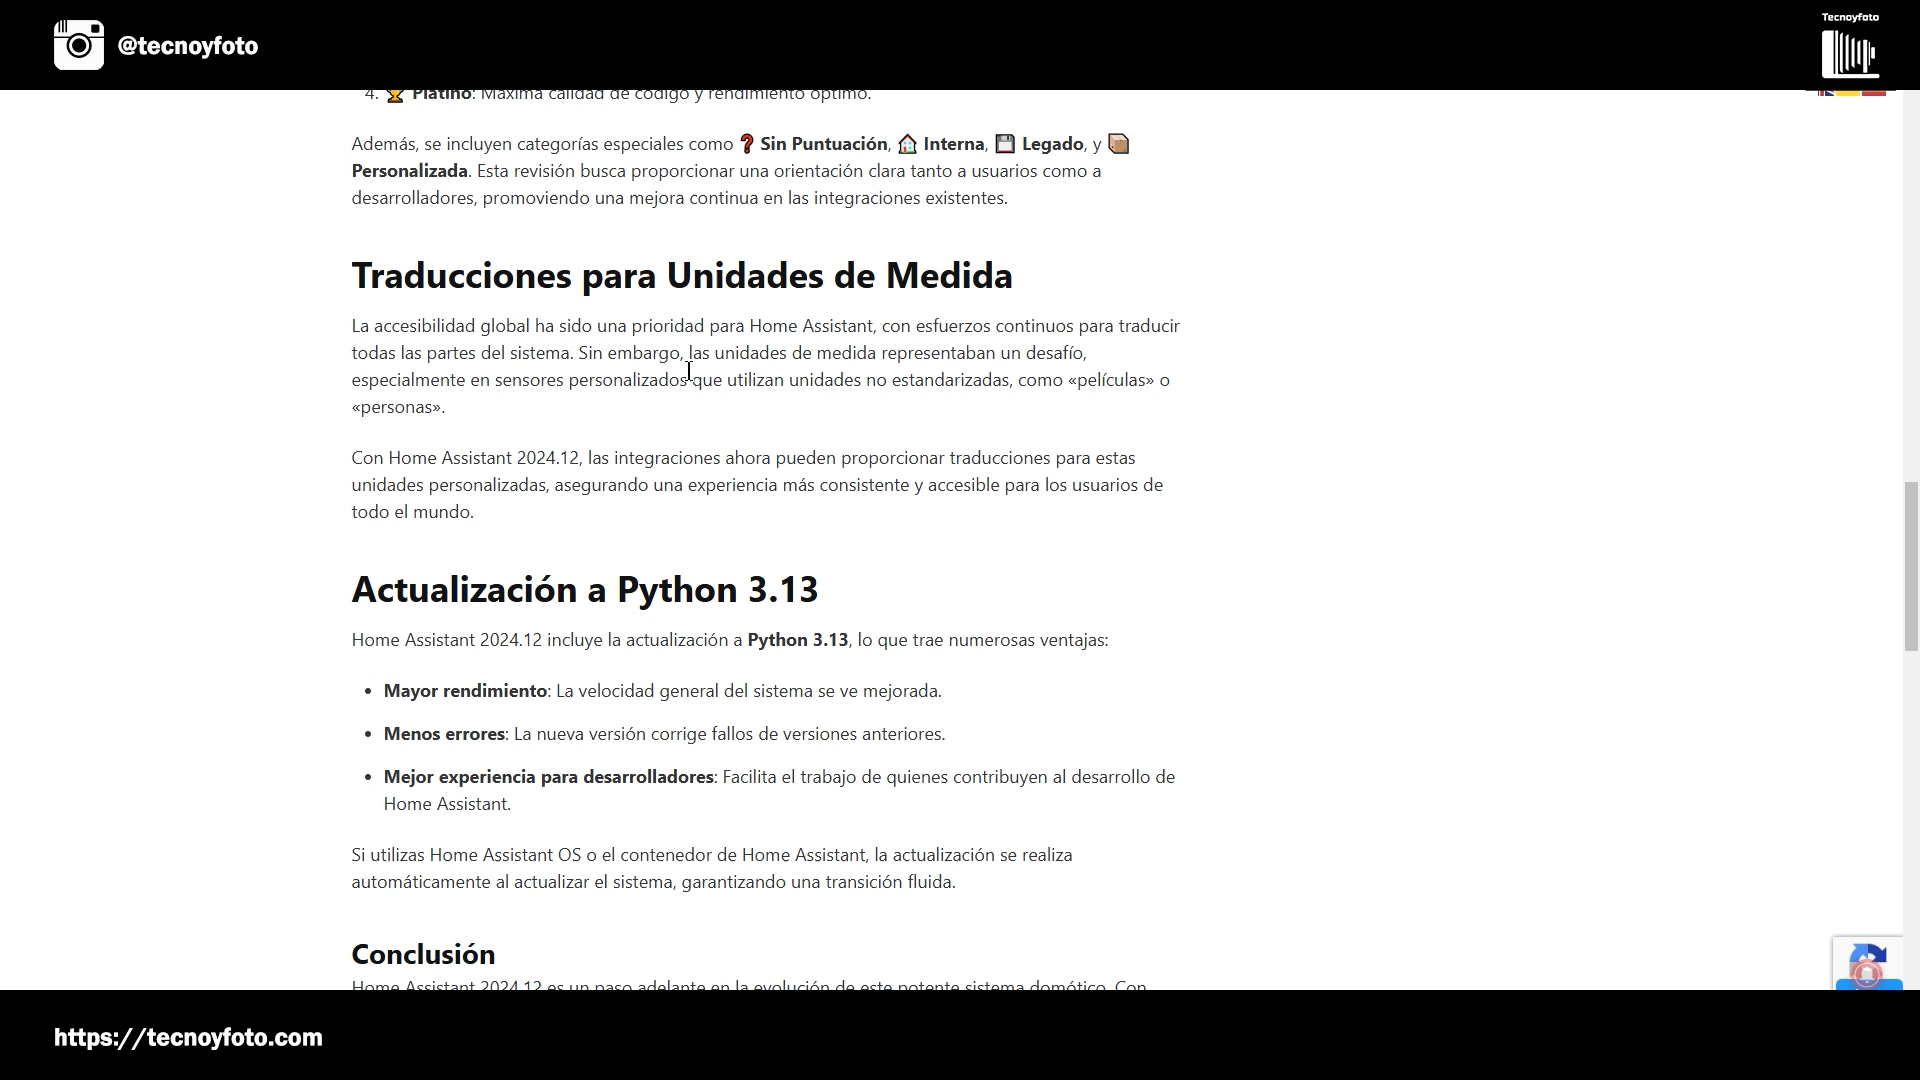 @tecnoyfoto
Tecnoyfoto
4. Platino: Máxima calidad de código y rendimiento óptimo.
Además, se incluyen categorías especiales como Sin Puntuación, Interna, Legado, y
Personalizada. Esta revisión busca proporcionar una orientación clara tanto a usuarios como a
desarrolladores, promoviendo una mejora continua en las integraciones existentes.
Traducciones para Unidades de Medida
La accesibilidad global ha sido una prioridad para Home Assistant, con esfuerzos continuos para traducir
todas las partes del sistema. Sin embargo, las unidades de medida representaban un desafío,
especialmente en sensores personalizados que utilizan unidades no estandarizadas, como «películas» o
«personas».
Con Home Assistant 2024.12, las integraciones ahora pueden proporcionar traducciones para estas
unidades personalizadas, asegurando una experiencia más consistente y accesible para los usuarios de
todo el mundo.
Actualización a Python 3.13
Home Assistant 2024.12 incluye la actualización a Python 3.13, lo que trae numerosas ventajas:
• Mayor rendimiento: La velocidad general del sistema se ve mejorada.
• Menos errores: La nueva versión corrige fallos de versiones anteriores.
• Mejor experiencia para desarrolladores: Facilita el trabajo de quienes contribuyen al desarrollo de
Home Assistant.
Si utilizas Home Assistant OS o el contenedor de Home Assistant, la actualización se realiza
automáticamente al actualizar el sistema, garantizando una transición fluida.
Conclusión
Home Assistant 2024.12 es un paso adelante en la evolución de este potente sistema domótico. Con
https://tecnoyfoto.com